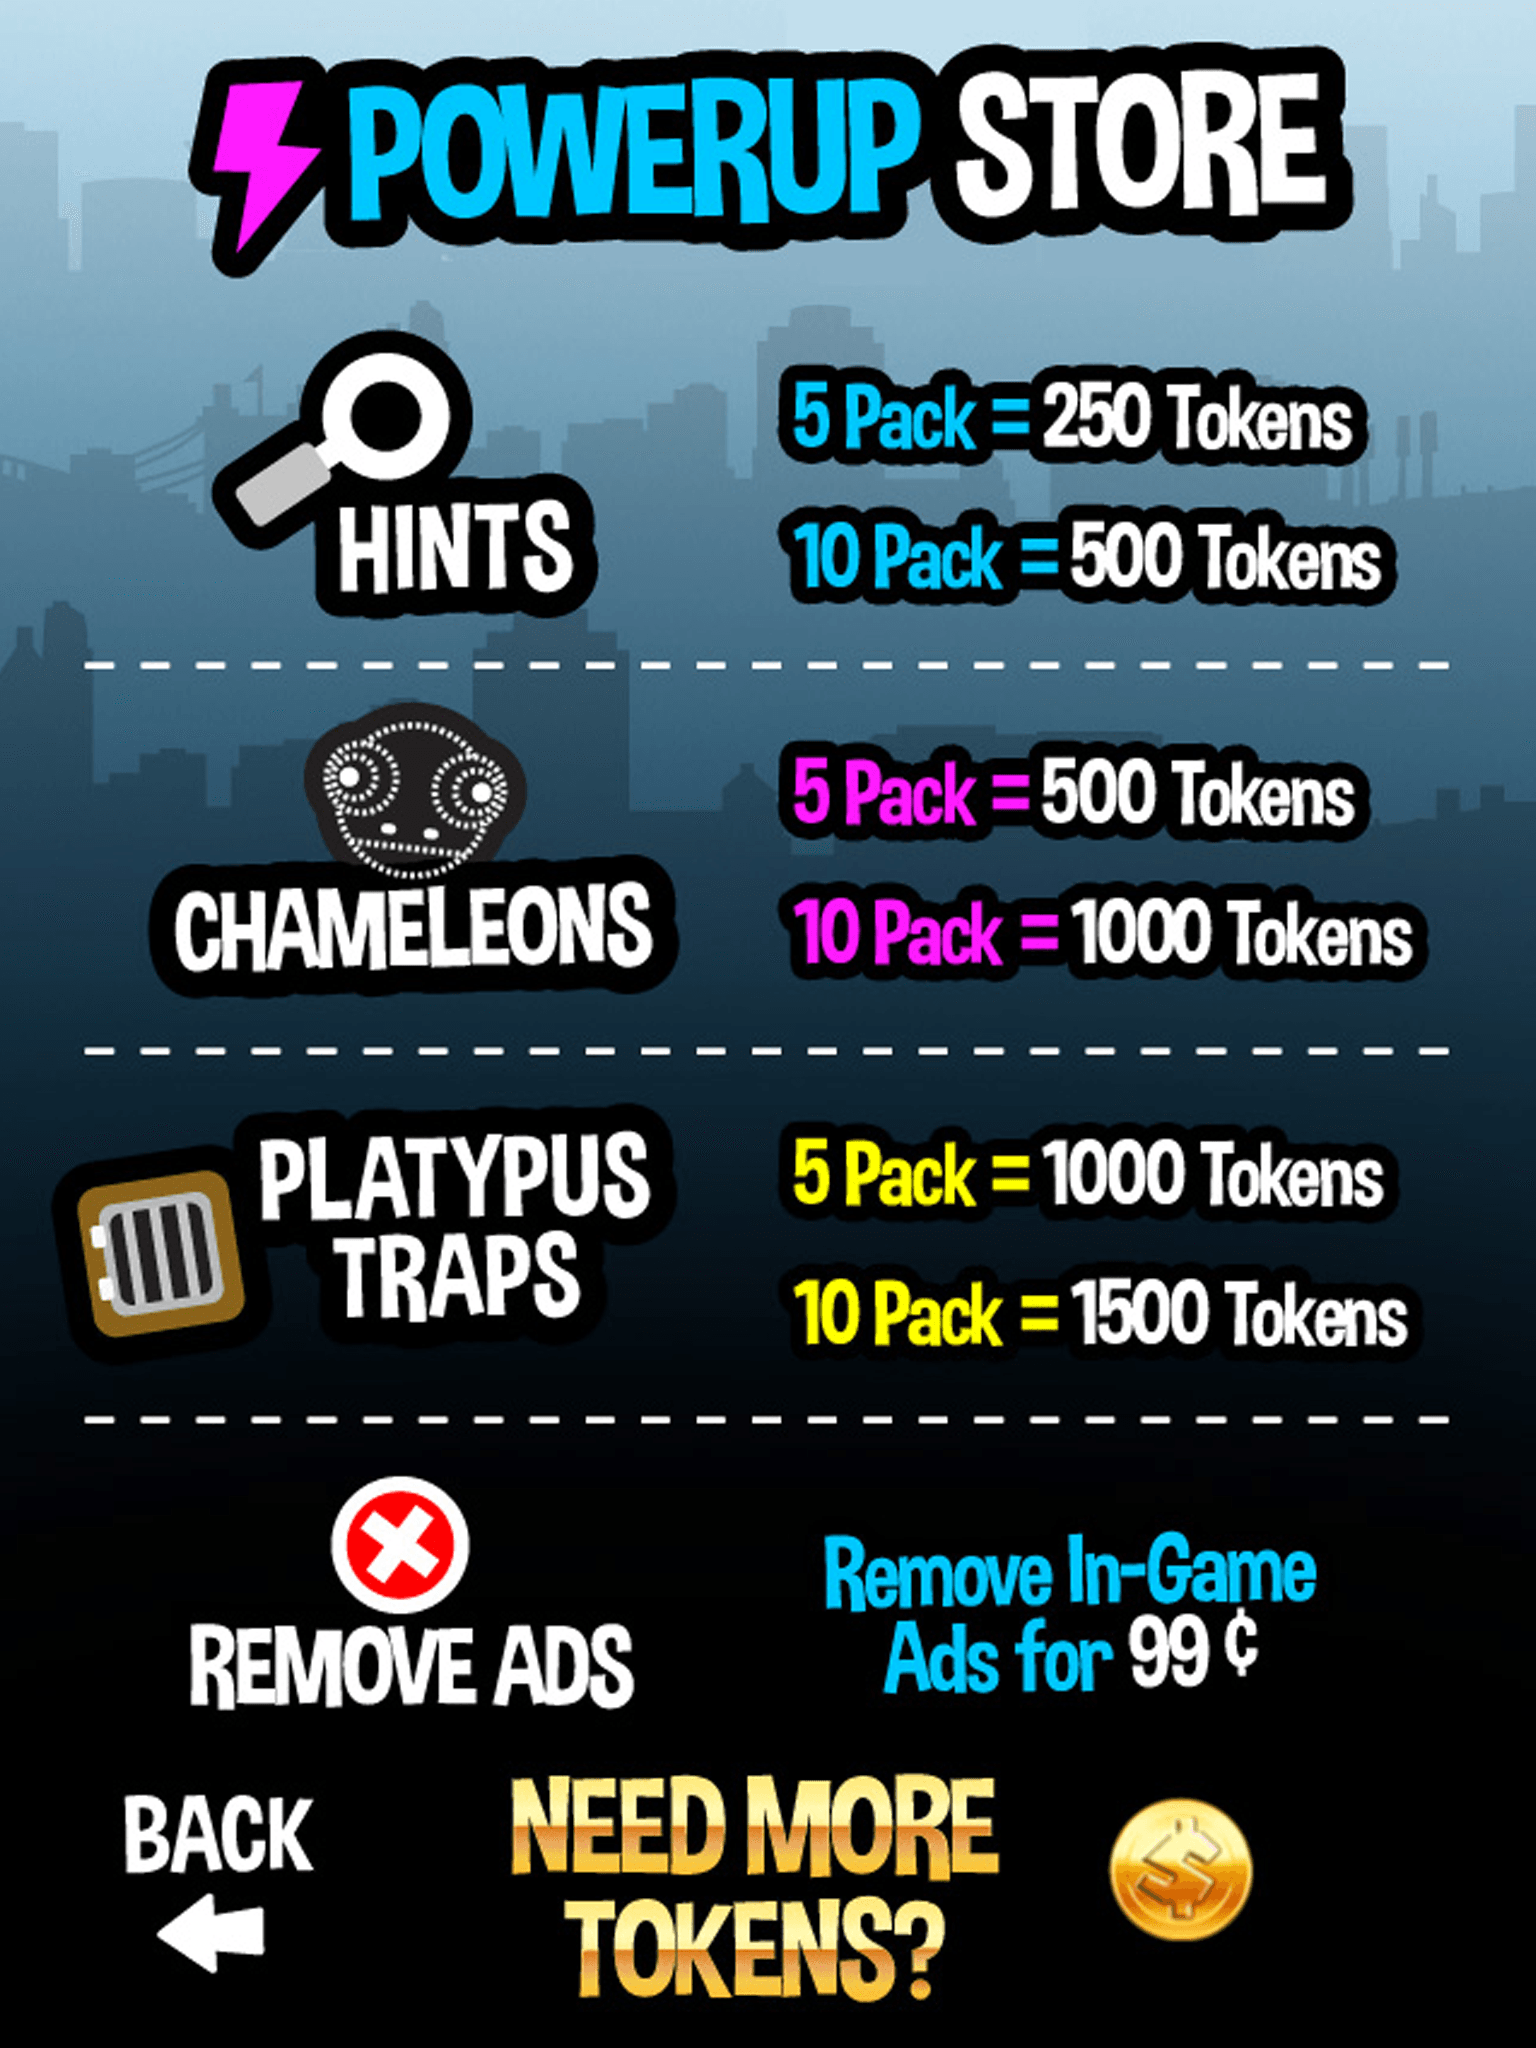 POWERUP STORE
HINTS
5 Pack = 250 Tokens
10 Pack = 500 Tokens
CHAMELEONS
5 Pack = 500 Tokens
10 Pack = 1000 Tokens
PLATYPUS
TRAPS
5 Pack = 1000 Tokens
10 Pack = 1500 Tokens
REMOVE ADS
Remove In-Game
Ads for 99 ¢
BACK
NEED MORE
TOKENS?
$